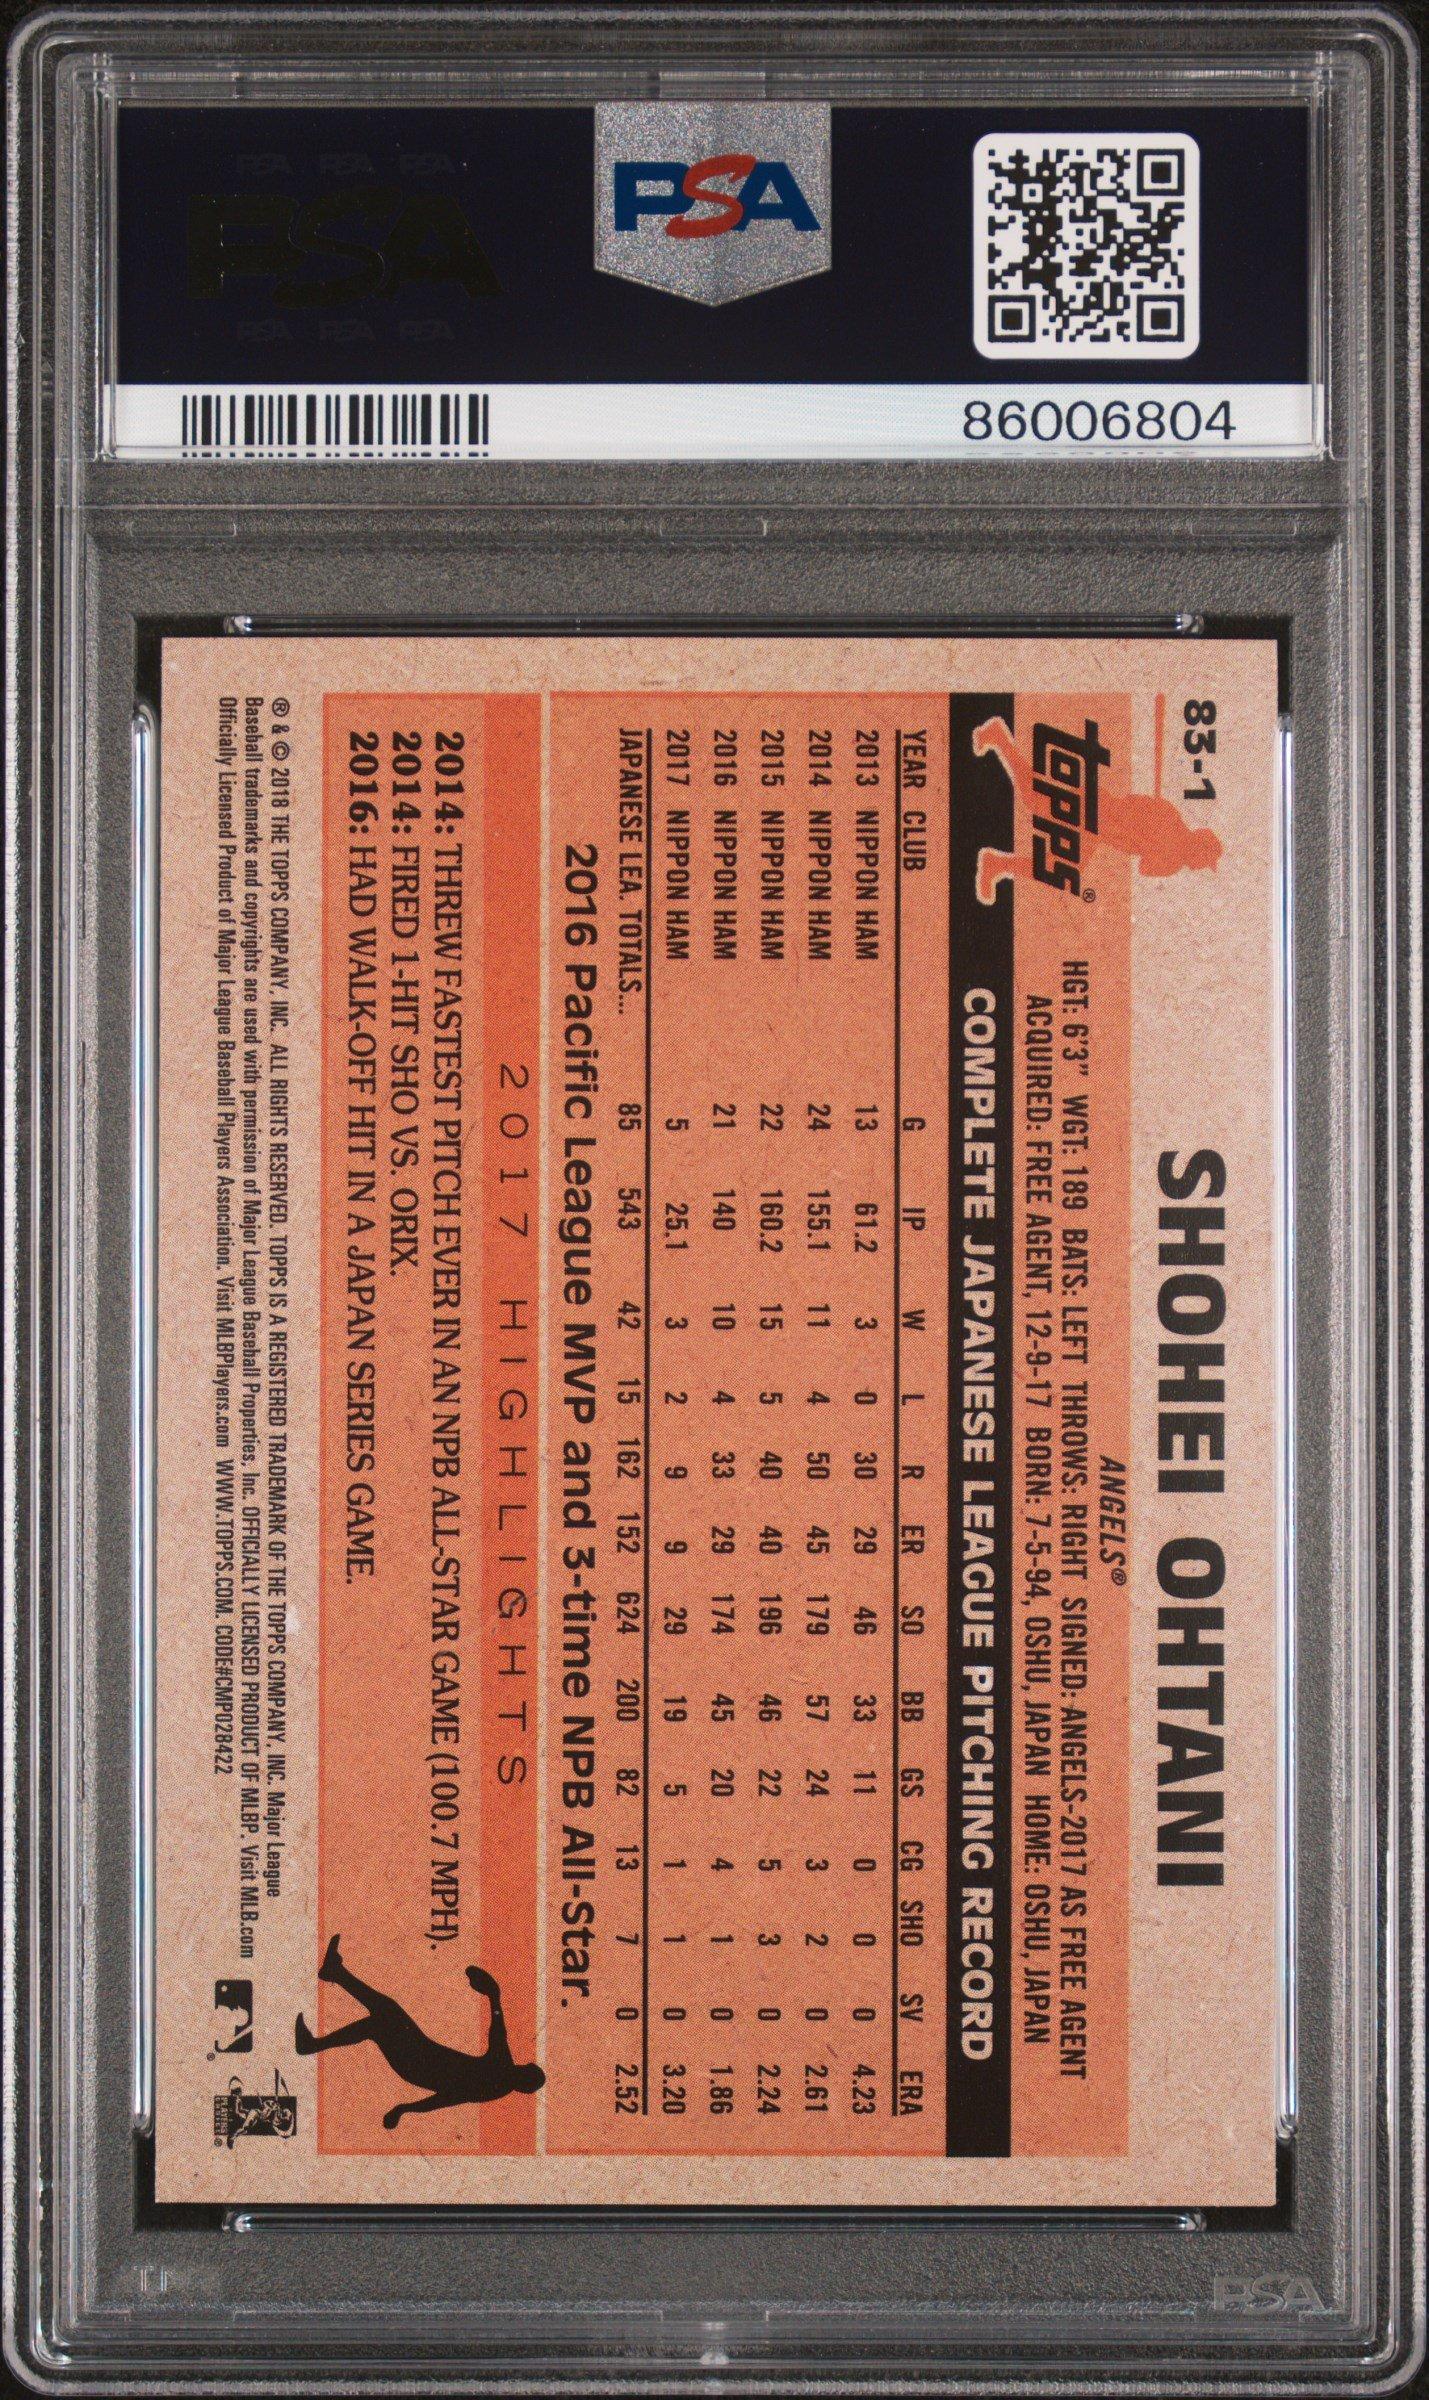 PSA PSA PSA
PSA
PSA PSA PSA
PSA
86006804
83-1
SHOHEI OHTANI
ANGELS®
Topps®
HGT: 6'3" WGT: 189 BATS: LEFT THROWS: RIGHT SIGNED: ANGELS-2017 AS FREE AGENT
ACQUIRED: FREE AGENT, 12-9-17 BORN: 7-5-94, OSHU, JAPAN HOME: OSHU, JAPAN
COMPLETE JAPANESE LEAGUE PITCHING RECORD
YEAR CLUB G IP W L R ER SO BB GS CG SHO SV ERA
2013 NIPPON HAM 13 61.2 3 0 30 29 46 33 11 0 0 0 4.23
2014 NIPPON HAM 24 155.1 11 4 50 45 179 57 24 3 2 0 2.61
2015 NIPPON HAM 22 160.2 15 5 40 40 196 46 22 5 3 0 2.24
2016 NIPPON HAM 21 140 10 4 33 29 174 45 20 4 1 0 1.86
2017 NIPPON HAM 5 25.1 3 2 9 9 29 19 5 1 1 0 3.20
JAPANESE LEA. TOTALS... 85 543 42 15 162 152 624 200 82 13 7 0 2.52
2016 Pacific League MVP and 3-time NPB All-Star.
2017 HIGHLIGHTS
2014: THREW FASTEST PITCH EVER IN AN NPB ALL-STAR GAME (100.7 MPH).
2014: FIRED 1-HIT SHO VS. ORIX.
2016: HAD WALK-OFF HIT IN A JAPAN SERIES GAME.
® & © 2018 THE TOPPS COMPANY, INC. ALL RIGHTS RESERVED. TOPPS IS A REGISTERED TRADEMARK OF THE TOPPS COMPANY, INC. Major League
Baseball trademarks and copyrights are used with permission of Major League Baseball Properties, Inc. OFFICIALLY LICENSED PRODUCT OF MLBP. Visit MLB.com
Officially Licensed Product of Major League Baseball Players Association. Visit MLBPlayers.com WWW.TOPPS.COM. CODE#CMP028422
PSA